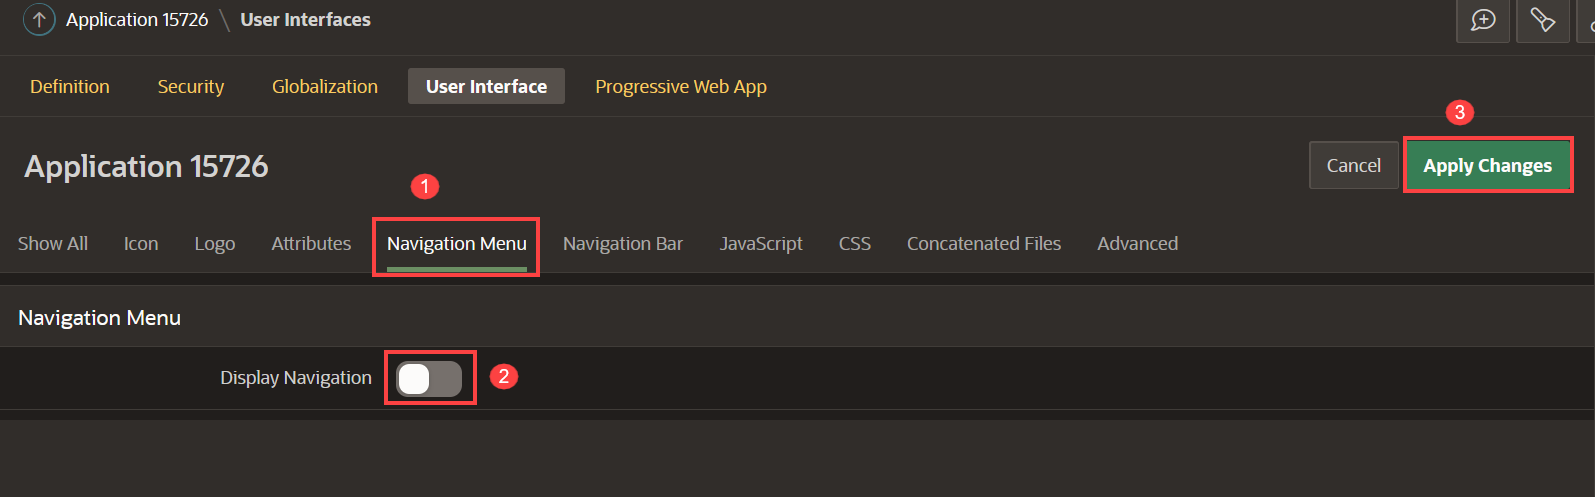 Application 15726 \ User Interfaces
Definition Security Globalization User Interface Progressive Web App
3
Application 15726 Cancel Apply Changes
1
Show All Icon Logo Attributes Navigation Menu Navigation Bar JavaScript CSS Concatenated Files Advanced
Navigation Menu
Display Navigation 2